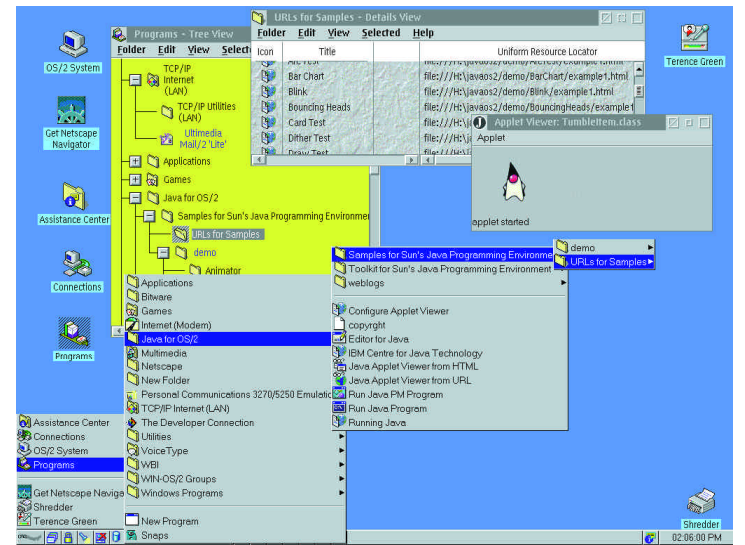 URLs for Samples - Details View
Folder Edit View Selected Help
Icon Title Uniform Resource Locator
Arc Test
Bar Chart file:///H:\javaos2/demo/BarChart/example1.html
Blink file:///H:\javaos2/demo/Blink/example1.html
Bouncing Heads file:///H:\javaos2/demo/BouncingHeads/example1
Card Test file:///H:\j
Dither Test file:///H:\j
Draw Test file:///H:\j
Programs - Tree View
Folder Edit View Select
TCP/IP
Internet
(LAN)
TCP/IP Utilities
(LAN)
Ultimedia
Mail/2 'Lite'
Applications
Games
Java for OS/2
Samples for Sun's Java Programming Environmen
URLs for Samples
demo
Animator
Applet Viewer: TumbleItem.class
Applet
applet started
OS/2 System
Get Netscape
Navigator
Assistance Center
Connections
Programs
Terence Green
Shredder
Assistance Center
Connections
OS/2 System
Programs
Get Netscape Naviga
Shredder
Terence Green
Applications
Bitware
Games
Internet (Modem)
Java for OS/2
Multimedia
Netscape
New Folder
Personal Communications 3270/5250 Emulatio
TCP/IP Internet (LAN)
The Developer Connection
Utilities
VoiceType
WBI
WIN-OS/2 Groups
Windows Programs
New Program
Snaps
Samples for Sun's Java Programming Environme
Toolkit for Sun's Java Programming Environment
weblogs
Configure Applet Viewer
copyrght
Editor for Java
IBM Centre for Java Technology
Java Applet Viewer from HTML
Java Applet Viewer from URL
Run Java PM Program
Run Java Program
Running Java
demo
URLs for Samples
02:06:00 PM